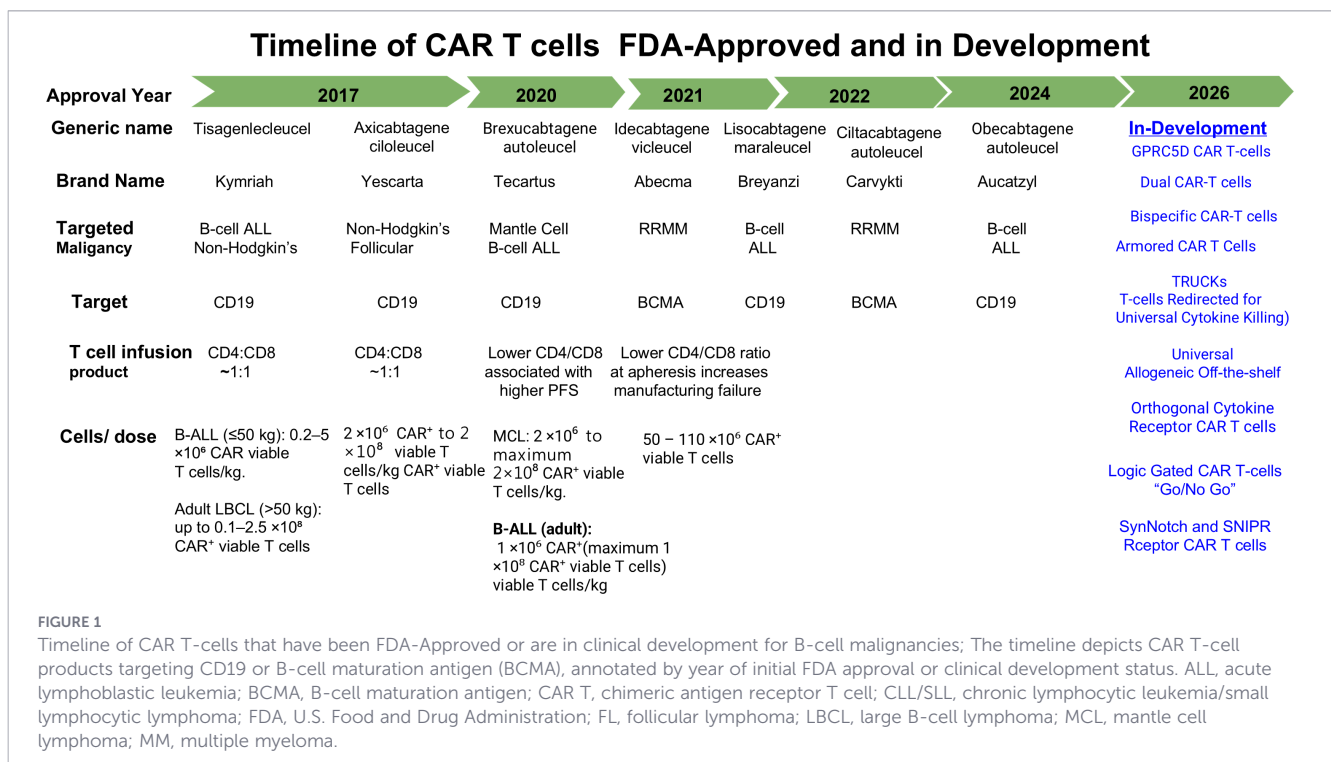 Timeline of CAR T cells FDA-Approved and in Development
Approval Year 2017 2020 2021 2022 2024 2026
Generic name Tisagenlecleucel Axicabtagene ciloleucel Brexucabtagene autoleucel Idecabtagene vicleucel Lisocabtagene maraleucel Ciltacabtagene autoleucel Obecabtagene autoleucel
Brand Name Kymriah Yescarta Tecartus Abecma Breyanzi Carvykti Aucatzyl
Targeted Maligancy
B-cell ALL Non-Hodgkin's
Non-Hodgkin's Follicular
Mantle Cell B-cell ALL
RRMM
B-cell ALL
RRMM
B-cell ALL
Target CD19 CD19 CD19 BCMA CD19 BCMA CD19
T cell infusion product
CD4:CD8 ~1:1
CD4:CD8 ~1:1
Lower CD4/CD8 associated with higher PFS
Lower CD4/CD8 ratio at apheresis increases manufacturing failure
Cells/ dose
B-ALL (≤50 kg): 0.2–5
×10⁶ CAR viable
T cells/kg.
Adult LBCL (>50 kg):
up to 0.1–2.5 ×10⁸
CAR⁺ viable T cells
2 ×10⁶ CAR⁺ to 2
×10⁸ viable T
cells/kg CAR⁺ viable
T cells
MCL: 2 ×10⁶ to
maximum
2×10⁸ CAR⁺ viable
T cells/kg.
B-ALL (adult):
1 ×10⁶ CAR⁺(maximum 1
×10⁸ CAR⁺ viable T cells)
viable T cells/kg
50 – 110 ×10⁶ CAR⁺
viable T cells
In-Development
GPRC5D CAR T-cells
Dual CAR-T cells
Bispecific CAR-T cells
Armored CAR T Cells
TRUCKs
T-cells Redirected for
Universal Cytokine Killing)
Universal
Allogeneic Off-the-shelf
Orthogonal Cytokine
Receptor CAR T cells
Logic Gated CAR T-cells
“Go/No Go”
SynNotch and SNIPR
Rceptor CAR T cells
FIGURE 1
Timeline of CAR T-cells that have been FDA-Approved or are in clinical development for B-cell malignancies; The timeline depicts CAR T-cell
products targeting CD19 or B-cell maturation antigen (BCMA), annotated by year of initial FDA approval or clinical development status. ALL, acute
lymphoblastic leukemia; BCMA, B-cell maturation antigen; CAR T, chimeric antigen receptor T cell; CLL/SLL, chronic lymphocytic leukemia/small
lymphocytic lymphoma; FDA, U.S. Food and Drug Administration; FL, follicular lymphoma; LBCL, large B-cell lymphoma; MCL, mantle cell
lymphoma; MM, multiple myeloma.